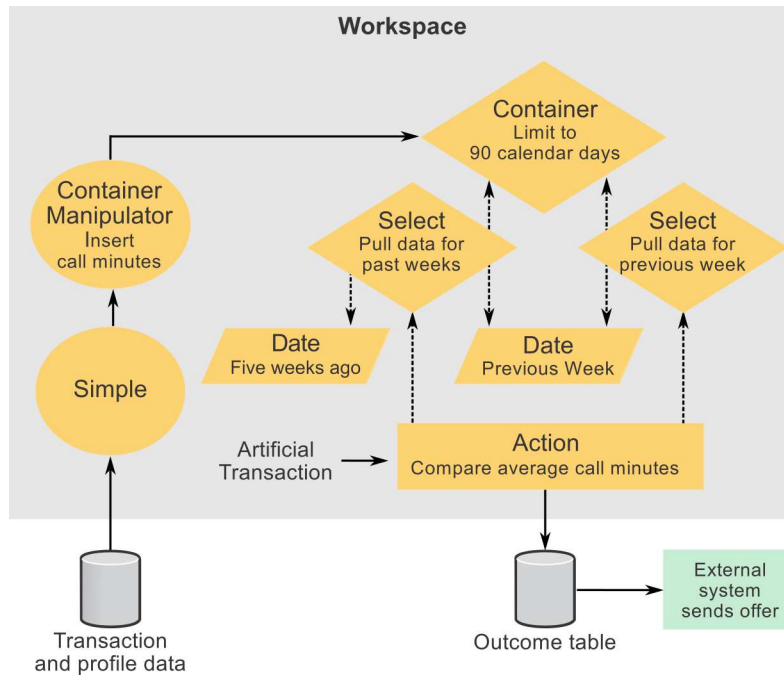 Workspace
Container
Limit to
90 calendar days
Container
Manipulator
Insert
call minutes
Select
Pull data for
past weeks
Select
Pull data for
previous week
Simple
Date
Five weeks ago
Date
Previous Week
Artificial
Transaction
Action
Compare average call minutes
Transaction
and profile data
Outcome table
External
system
sends offer